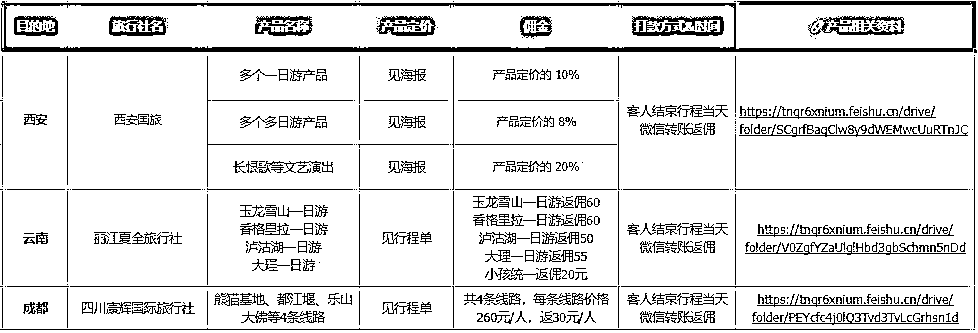 目的地 旅行社名 产品名称 产品定价 佣金 打款方式&时间 产品相关资料
西安 西安国旅
多个一日游产品 见海报 产品定价的 10%
多个多日游产品 见海报 产品定价的 8%
长恨歌等文艺演出 见海报 产品定价的 20%
客人结束行程当天
微信转账返佣
https://tnqr6xnium.feishu.cn/drive/
folder/SCgrfBaqClw8y9dWEMwcUuRTnJC
云南 丽江夏全旅行社
玉龙雪山一日游
香格里拉一日游
泸沽湖一日游
大理一日游
见行程单
玉龙雪山一日游返佣60
香格里拉一日游返佣60
泸沽湖一日游返佣50
大理一日游返佣55
小孩统一返佣20元
客人结束行程当天
微信转账返佣
https://tnqr6xnium.feishu.cn/drive/
folder/V0ZgfYZaUlglHbd3gbSchmn5nDd
成都 四川康辉国际旅行社
熊猫基地、都江堰、乐山
大佛等4条线路
见行程单
共4条线路，每条线路价格
260元/人，返30元/人
客人结束行程当天
微信转账返佣
https://tnqr6xnium.feishu.cn/drive/
folder/PEYcfc4j0lQ3Tvd3TvLcGrhsn1d